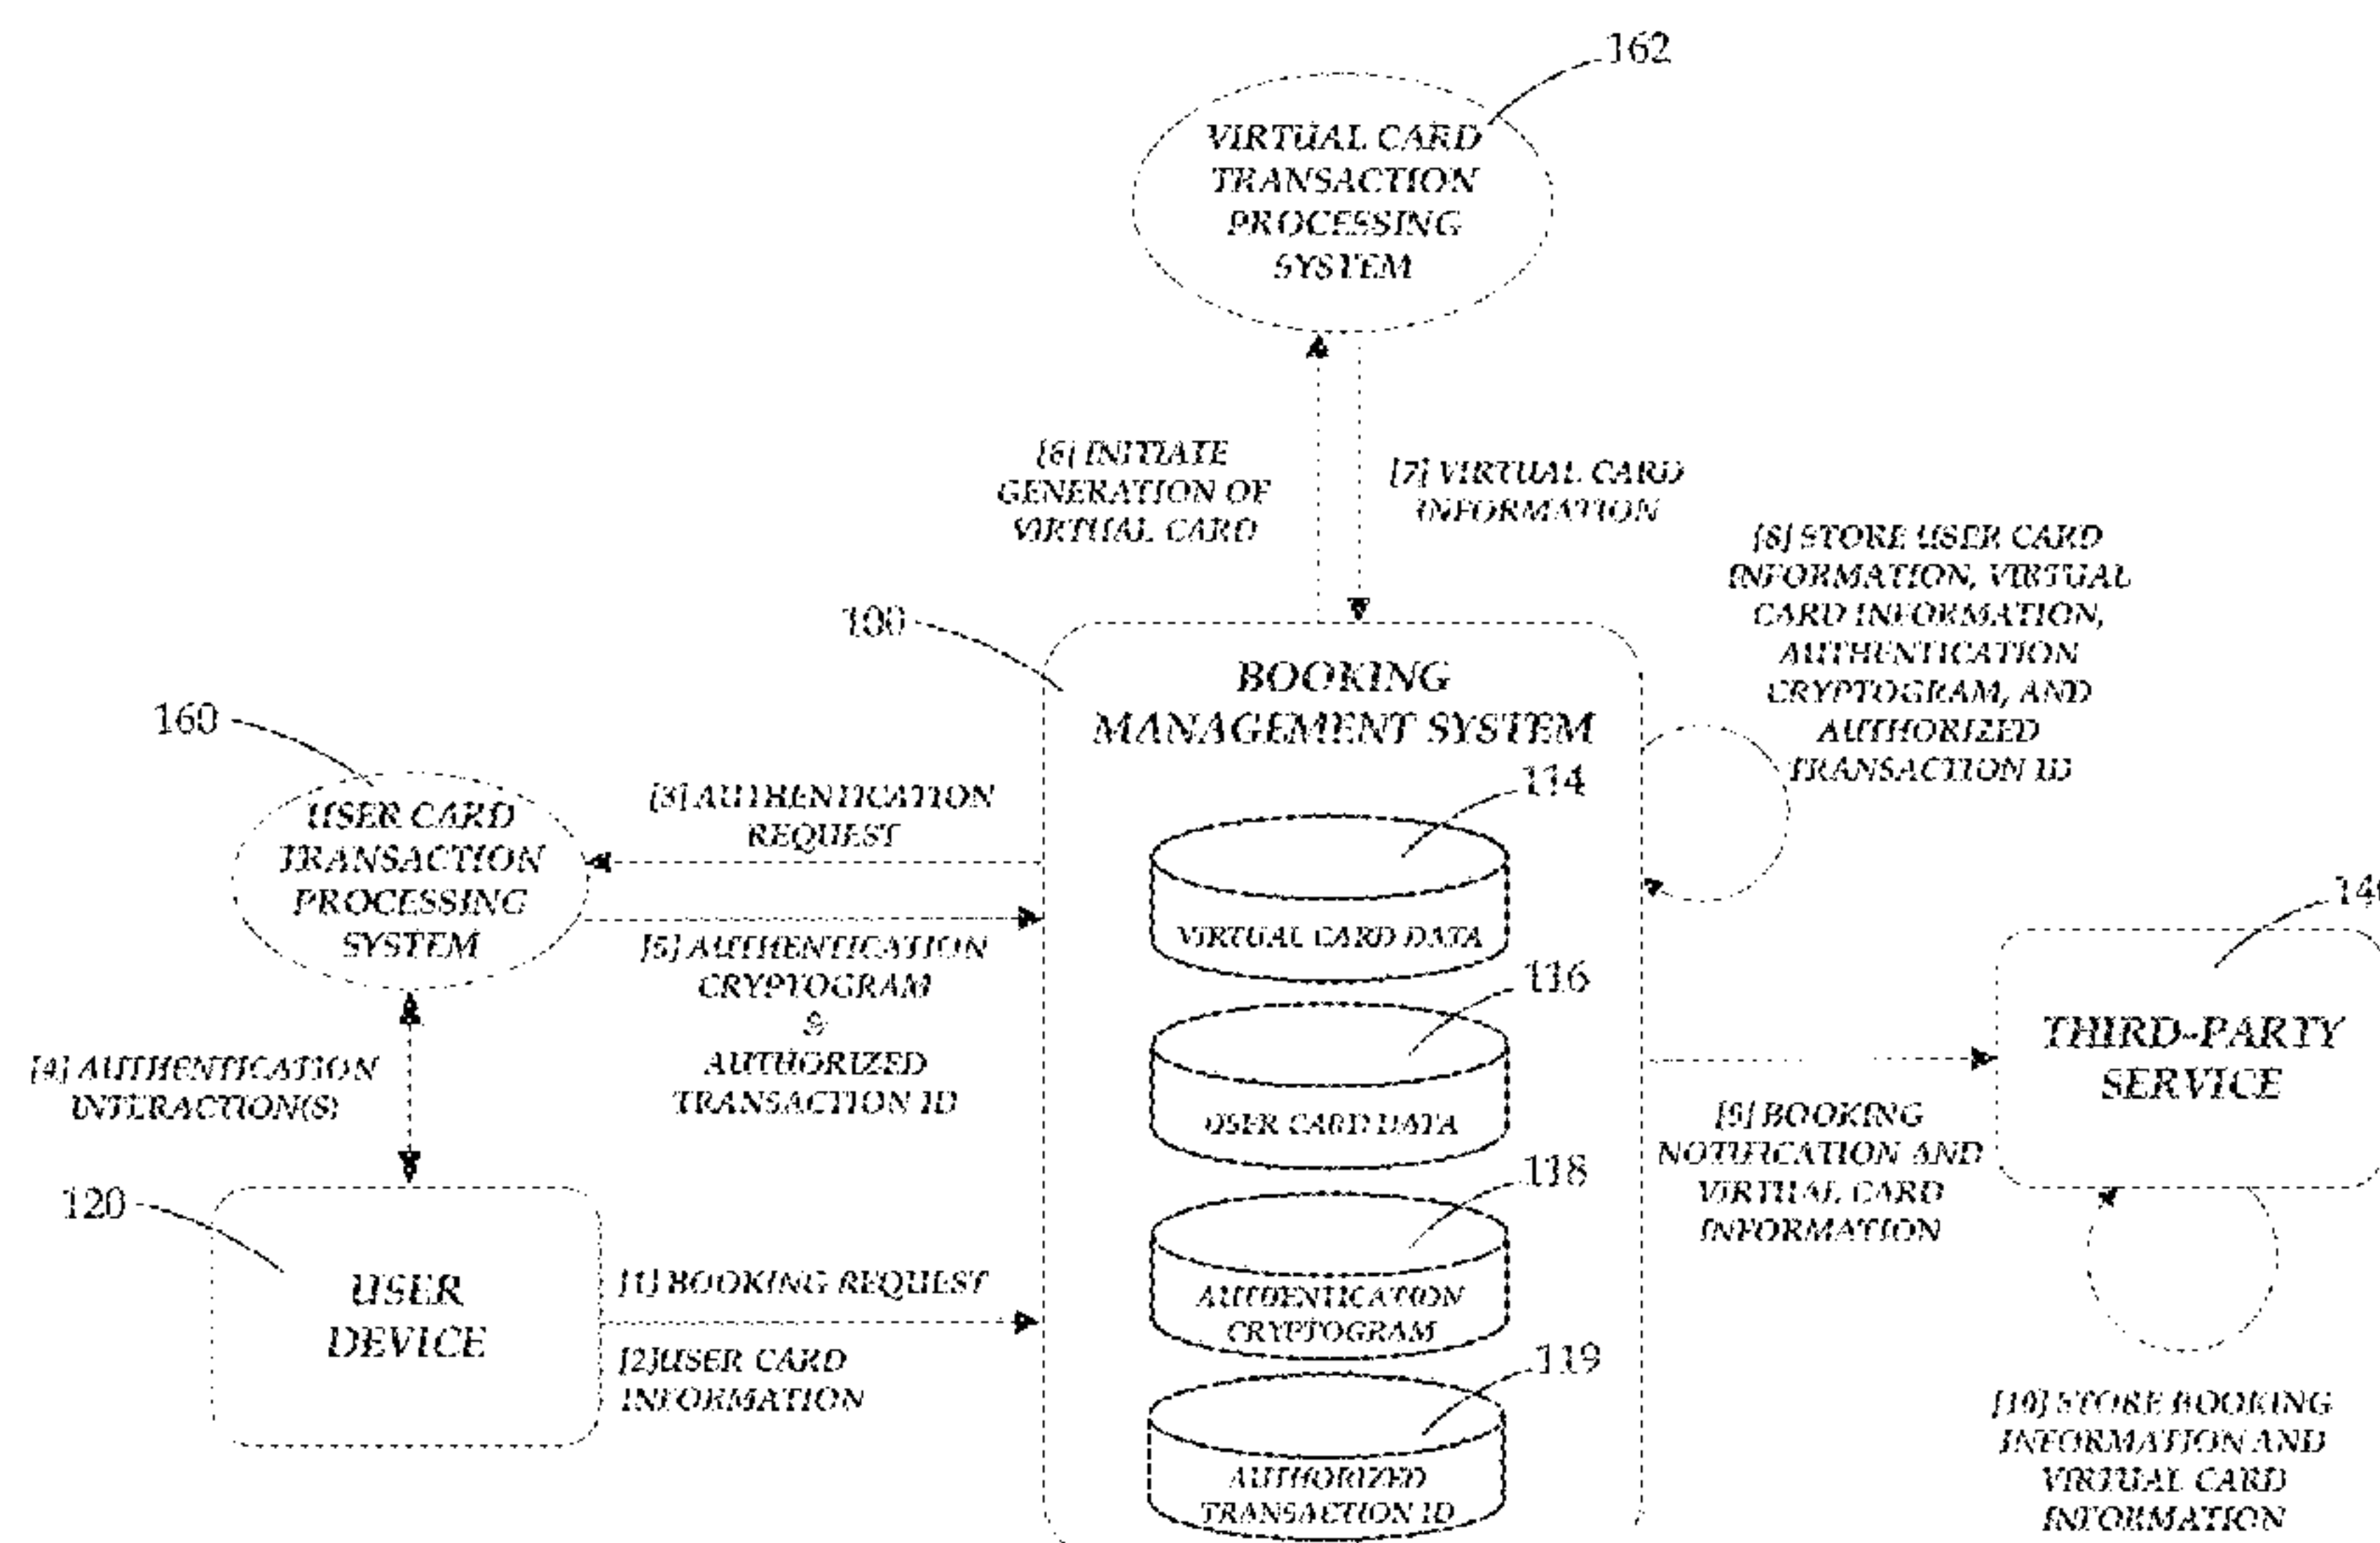 162
VIRTUAL CARD
TRANSACTION
PROCESSING
SYSTEM
[6] INITIATE
GENERATION OF
VIRTUAL CARD
[7] VIRTUAL CARD
INFORMATION
[8] STORE USER CARD
INFORMATION, VIRTUAL
CARD INFORMATION,
AUTHENTICATION
CRYPTOGRAM, AND
AUTHORIZED
TRANSACTION ID
100
BOOKING
MANAGEMENT SYSTEM
160
USER CARD
TRANSACTION
PROCESSING
SYSTEM
[3] AUTHENTICATION
REQUEST
[5] AUTHENTICATION
CRYPTOGRAM
&
AUTHORIZED
TRANSACTION ID
114
VIRTUAL CARD DATA
116
USER CARD DATA
118
AUTHENTICATION
CRYPTOGRAM
119
AUTHORIZED
TRANSACTION ID
[4] AUTHENTICATION
INTERACTION(S)
120
USER
DEVICE
[1] BOOKING REQUEST
[2]USER CARD
INFORMATION
THIRD-PARTY
SERVICE
[9] BOOKING
NOTIFICATION AND
VIRTUAL CARD
INFORMATION
[10] STORE BOOKING
INFORMATION AND
VIRTUAL CARD
INFORMATION